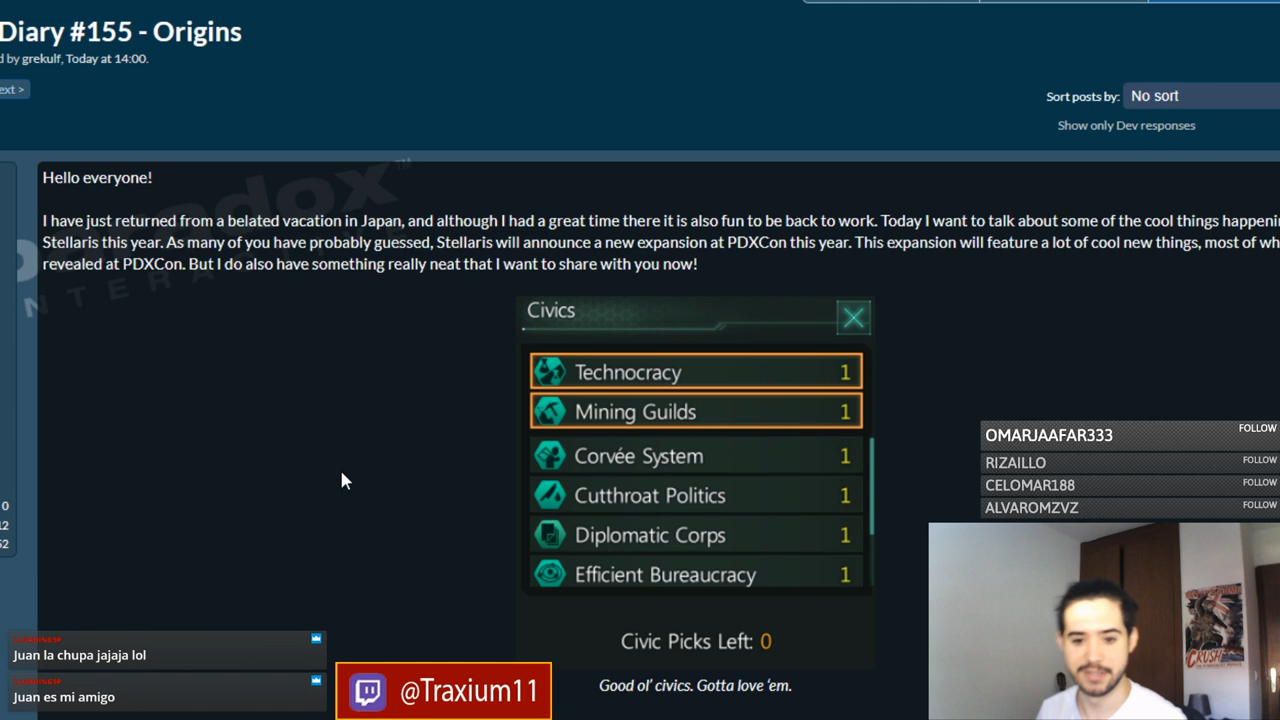 Diary #155 - Origins
d by grekulf, Today at 14:00.
ext >
Sort posts by: No sort
Show only Dev responses
Hello everyone!
I have just returned from a belated vacation in Japan, and although I had a great time there it is also fun to be back to work. Today I want to talk about some of the cool things happenin
Stellaris this year. As many of you have probably guessed, Stellaris will announce a new expansion at PDXCon this year. This expansion will feature a lot of cool new things, most of wh
revealed at PDXCon. But I do also have something really neat that I want to share with you now!
Civics
Technocracy 1
Mining Guilds 1
Corvée System 1
Cutthroat Politics 1
Diplomatic Corps 1
Efficient Bureaucracy 1
Civic Picks Left: 0
Good ol' civics. Gotta love 'em.
0
12
52
OMARJAAFAR333 FOLLOW
RIZAILLO FOLLOW
CELOMAR188 FOLLOW
ALVAROMZVZ FOLLOW
Juan la chupa jajaja lol
Juan es mi amigo
@Traxium11
CRUSH